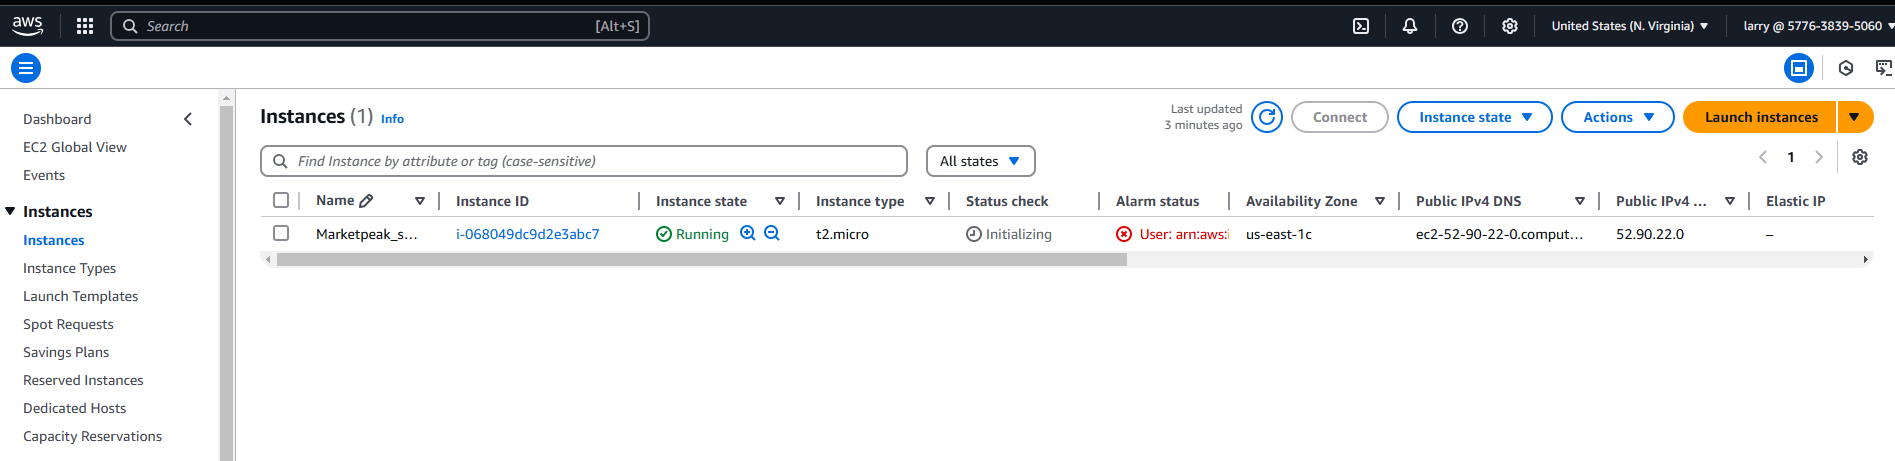 aws Search [Alt+S] United States (N. Virginia) larry @ 5776-3839-5060
Dashboard
EC2 Global View
Events
Instances
Instances
Instance Types
Launch Templates
Spot Requests
Savings Plans
Reserved Instances
Dedicated Hosts
Capacity Reservations
Instances (1) Info
Last updated
3 minutes ago
Connect Instance state Actions Launch instances
Find Instance by attribute or tag (case-sensitive) All states 1
Name Instance ID Instance state Instance type Status check Alarm status Availability Zone Public IPv4 DNS Public IPv4 ... Elastic IP
Marketpeak_s... i-068049dc9d2e3abc7 Running t2.micro Initializing User: arn:aws:i us-east-1c ec2-52-90-22-0.comput... 52.90.22.0 –